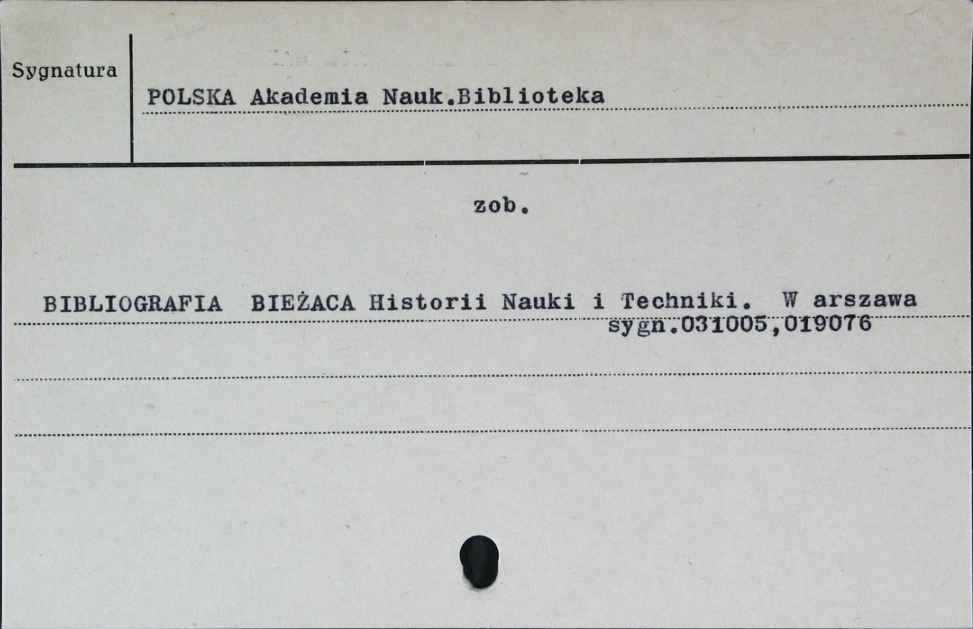 Sygnatura
POLSKA Akademia Nauk.Biblioteka
zob.
BIBLIOGRAFIA BIEŻACA Historii Nauki i Techniki. W arszawa
sygn.031005,019076